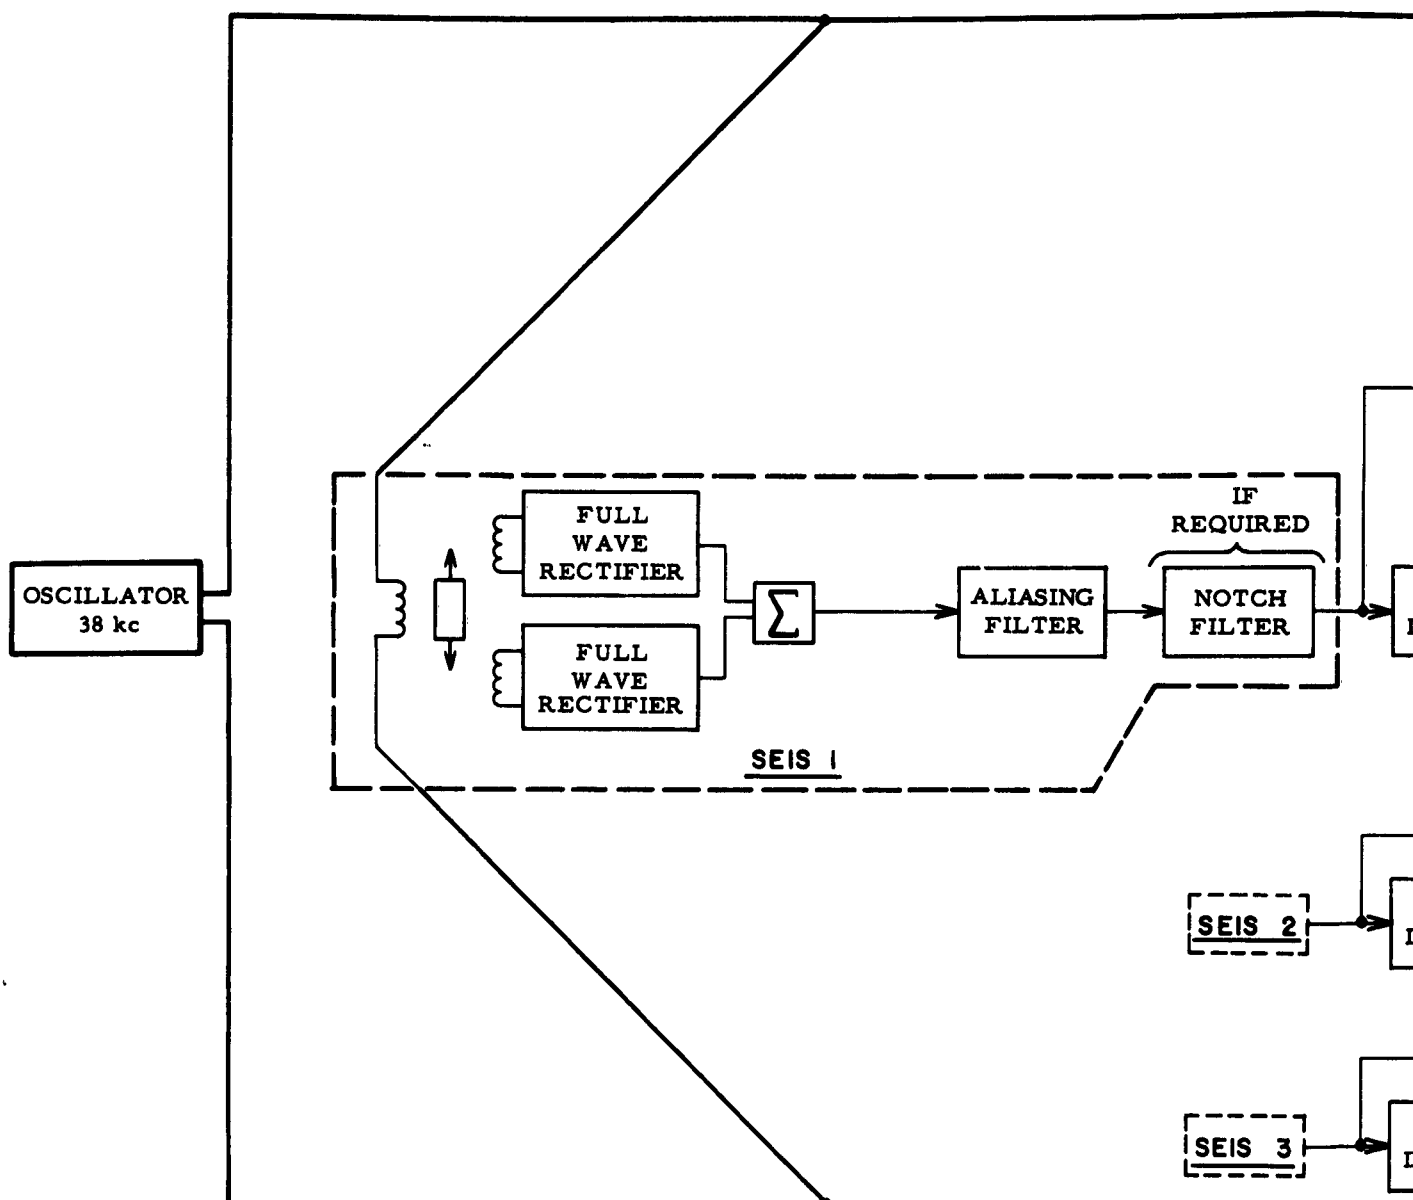 OSCILLATOR
38 kc
FULL
WAVE
RECTIFIER
FULL
WAVE
RECTIFIER
Σ
ALIASING
FILTER
IF
REQUIRED
NOTCH
FILTER
SEIS 1
SEIS 2
SEIS 3